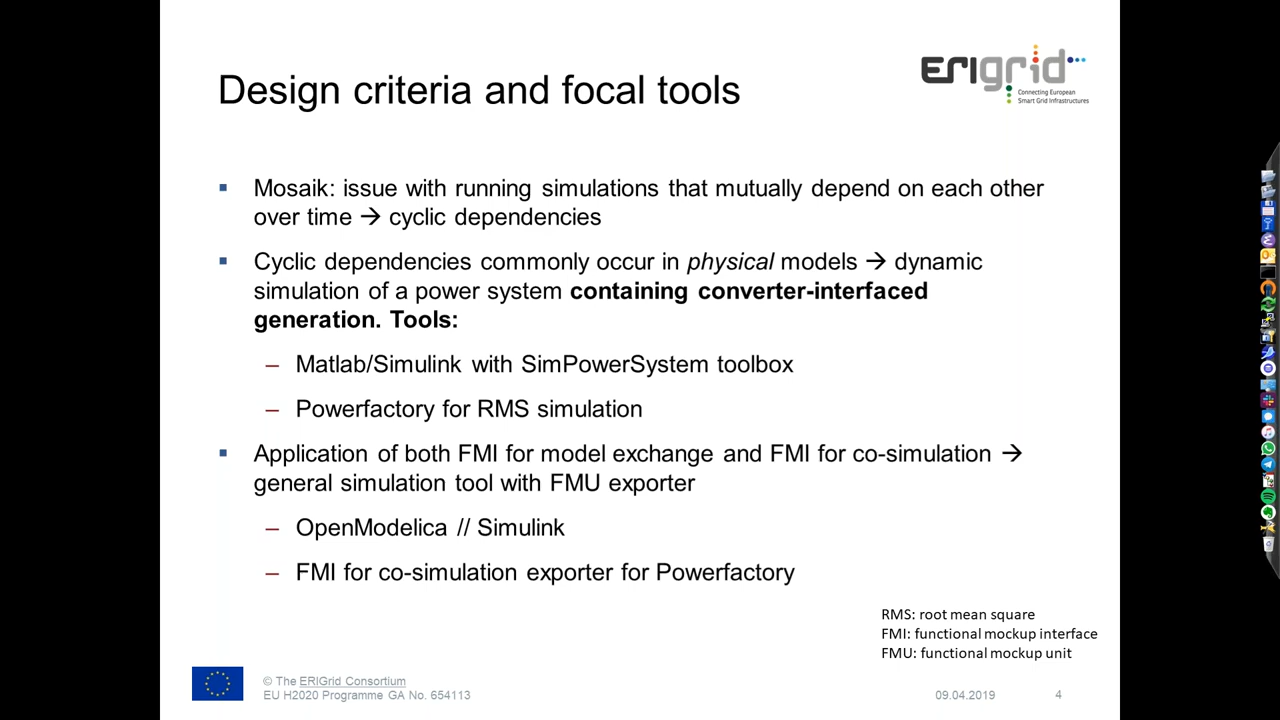 Design criteria and focal tools
ERIgrid
Connecting European
Smart Grid Infrastructures
▪ Mosaik: issue with running simulations that mutually depend on each other
over time → cyclic dependencies
▪ Cyclic dependencies commonly occur in physical models → dynamic
simulation of a power system containing converter-interfaced
generation. Tools:
– Matlab/Simulink with SimPowerSystem toolbox
– Powerfactory for RMS simulation
▪ Application of both FMI for model exchange and FMI for co-simulation →
general simulation tool with FMU exporter
– OpenModelica // Simulink
– FMI for co-simulation exporter for Powerfactory
RMS: root mean square
FMI: functional mockup interface
FMU: functional mockup unit
© The ERIGrid Consortium
EU H2020 Programme GA No. 654113
09.04.2019
4